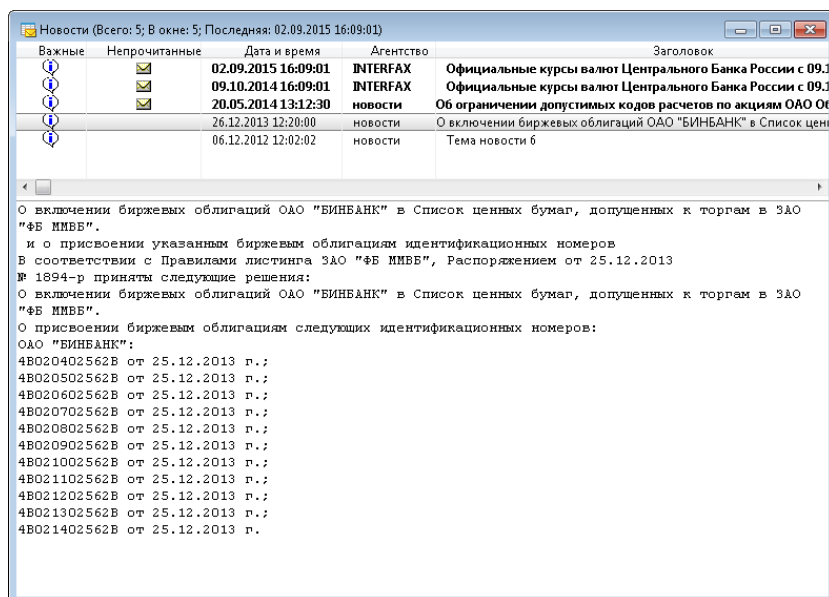 Новости (Всего: 5; В окне: 5; Последняя: 02.09.2015 16:09:01)
Важные Непрочитанные Дата и время Агентство Заголовок
02.09.2015 16:09:01 INTERFAX Официальные курсы валют Центрального Банка России с 09.1
09.10.2014 16:09:01 INTERFAX Официальные курсы валют Центрального Банка России с 09.1
20.05.2014 13:12:30 новости Об ограничении допустимых кодов расчетов по акциям ОАО Об
26.12.2013 12:20:00 новости О включении биржевых облигаций ОАО "БИНБАНК" в Список цен
06.12.2012 12:02:02 новости Тема новости 6
О включении биржевых облигаций ОАО "БИНБАНК" в Список ценных бумаг, допущенных к торгам в ЗАО
"ФБ ММВБ".
и о присвоении указанным биржевым облигациям идентификационных номеров
В соответствии с Правилами листинга ЗАО "ФБ ММВБ", Распоряжением от 25.12.2013
№ 1894-р приняты следующие решения:
О включении биржевых облигаций ОАО "БИНБАНК" в Список ценных бумаг, допущенных к торгам в ЗАО
"ФБ ММВБ".
О присвоении биржевым облигациям следующих идентификационных номеров:
ОАО "БИНБАНК":
4B020402562B от 25.12.2013 г.;
4B020502562B от 25.12.2013 г.;
4B020602562B от 25.12.2013 г.;
4B020702562B от 25.12.2013 г.;
4B020802562B от 25.12.2013 г.;
4B020902562B от 25.12.2013 г.;
4B021002562B от 25.12.2013 г.;
4B021102562B от 25.12.2013 г.;
4B021202562B от 25.12.2013 г.;
4B021302562B от 25.12.2013 г.;
4B021402562B от 25.12.2013 г.